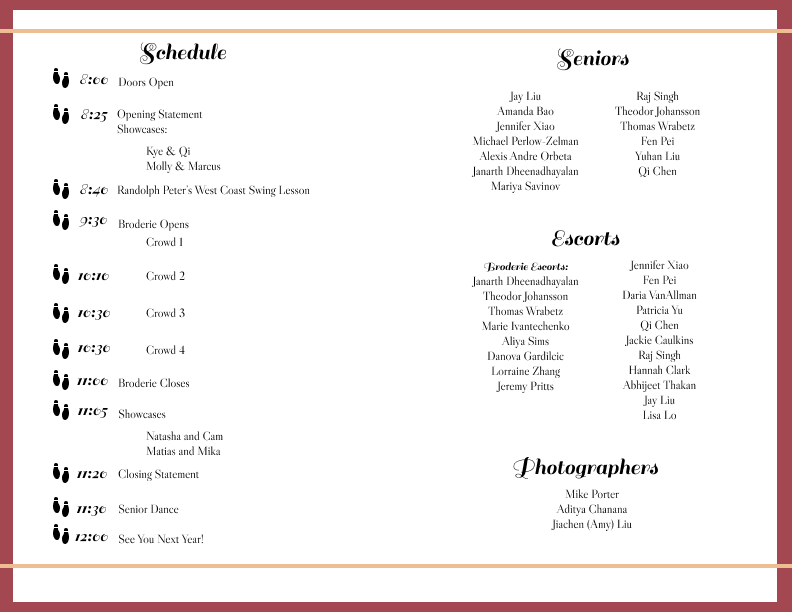 Schedule
8:00 Doors Open
8:25 Opening Statement
Showcases:
Kye & Qi
Molly & Marcus
8:40 Randolph Peter's West Coast Swing Lesson
9:30 Broderie Opens
Crowd 1
10:10 Crowd 2
10:30 Crowd 3
10:30 Crowd 4
11:00 Broderie Closes
11:05 Showcases
Natasha and Cam
Matias and Mika
11:20 Closing Statement
11:30 Senior Dance
12:00 See You Next Year!
Seniors
Jay Liu
Amanda Bao
Jennifer Xiao
Michael Perlow-Zelman
Alexis Andre Orbeta
Janarth Dheenadhayalan
Mariya Savinov
Raj Singh
Theodor Johansson
Thomas Wrabetz
Fen Pei
Yuhan Liu
Qi Chen
Escorts
Broderie Escorts:
Janarth Dheenadhayalan
Theodor Johansson
Thomas Wrabetz
Marie Ivantechenko
Aliya Sims
Danova Gardilcic
Lorraine Zhang
Jeremy Pritts
Jennifer Xiao
Fen Pei
Daria VanAllman
Patricia Yu
Qi Chen
Jackie Caulkins
Raj Singh
Hannah Clark
Abhijeet Thakan
Jay Liu
Lisa Lo
Photographers
Mike Porter
Aditya Chanana
Jiachen (Amy) Liu